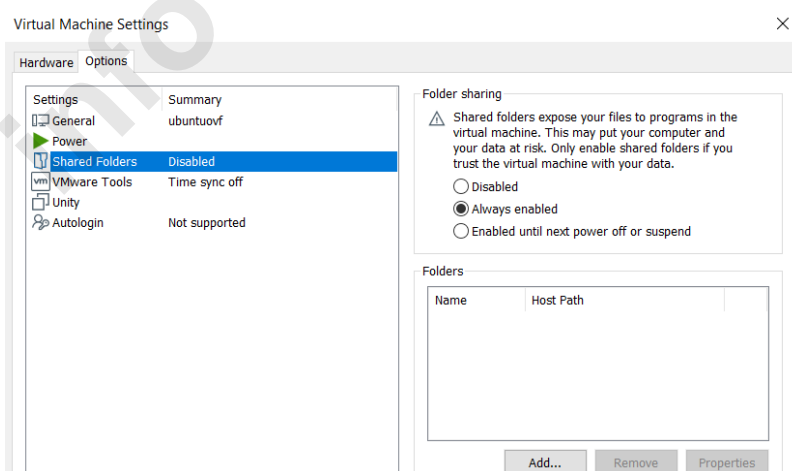 Virtual Machine Settings
Hardware Options
Settings Summary
General ubuntuovf
Power
Shared Folders Disabled
vm VMware Tools Time sync off
Unity
Autologin Not supported
Folder sharing
Shared folders expose your files to programs in the
virtual machine. This may put your computer and
your data at risk. Only enable shared folders if you
trust the virtual machine with your data.
Disabled
Always enabled
Enabled until next power off or suspend
Folders
Name Host Path
Add... Remove Properties
info